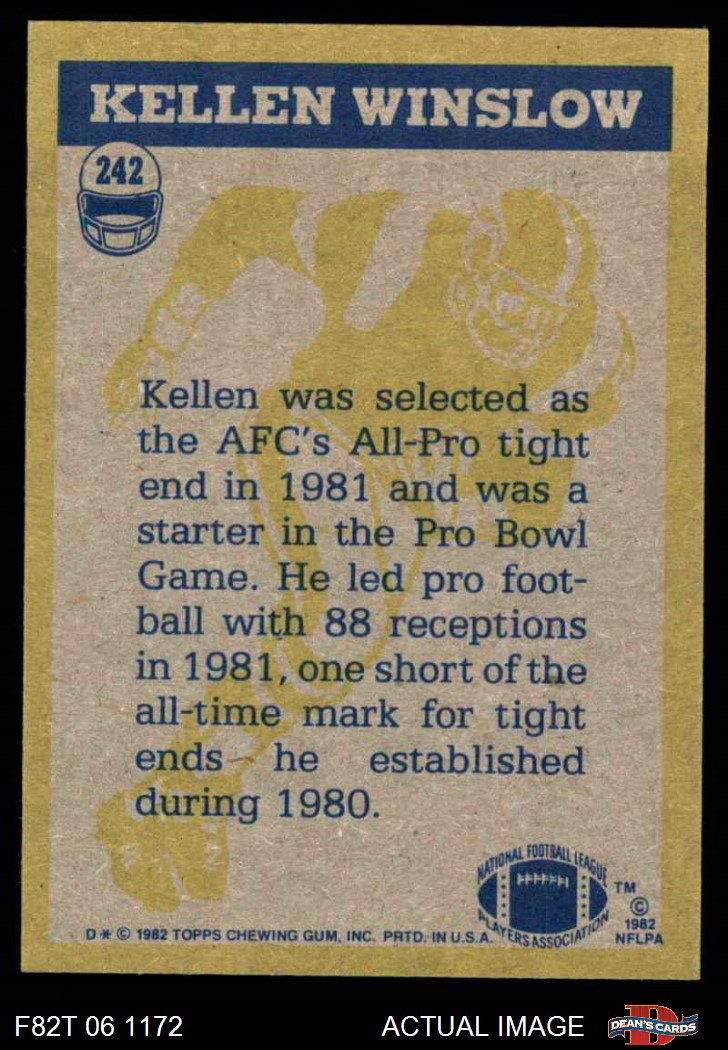 KELLEN WINSLOW
242
Kellen was selected as
the AFC's All-Pro tight
end in 1981 and was a
starter in the Pro Bowl
Game. He led pro foot-
ball with 88 receptions
in 1981, one short of the
all-time mark for tight
ends he established
during 1980.
NATIONAL FOOTBALL LEAGUE
PLAYERS ASSOCIATION
TM
©
1982
NFLPA
D * © 1982 TOPPS CHEWING GUM, INC. PRTD. IN U.S.A.
F82T 06 1172
ACTUAL IMAGE
D
DEAN'S CARDS